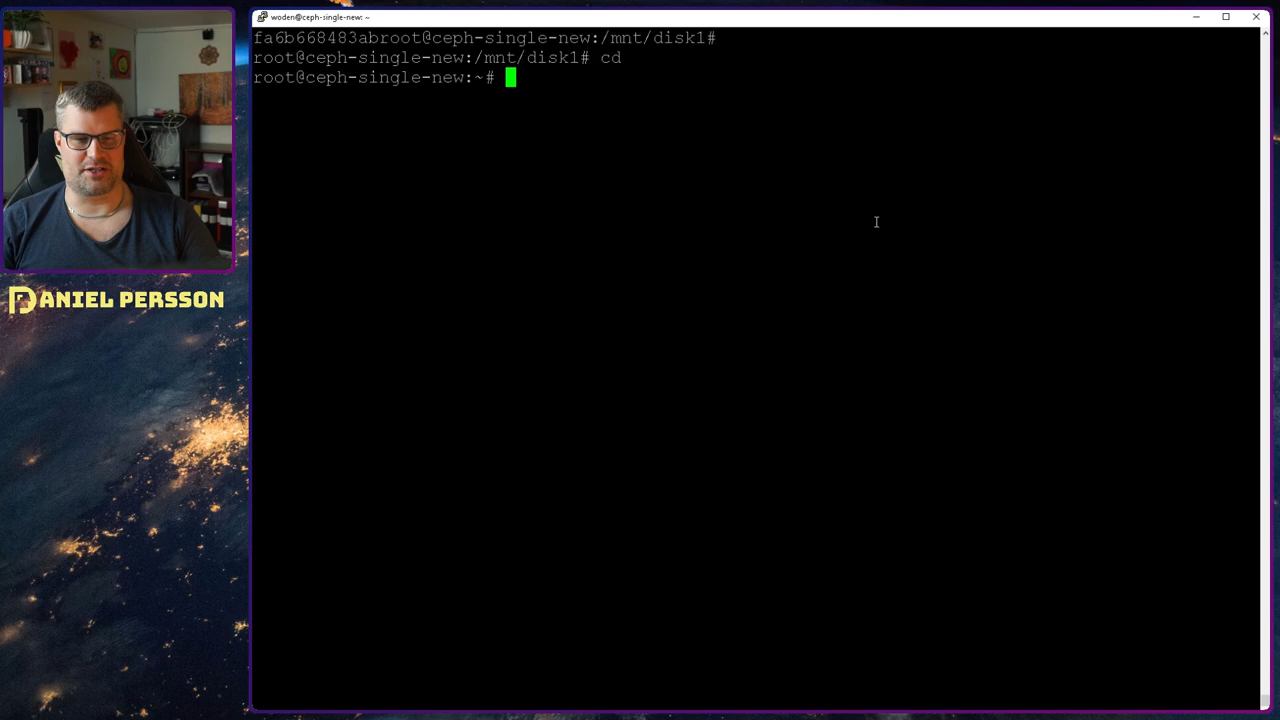 woden@ceph-single-new: ~
fa6b668483abroot@ceph-single-new:/mnt/disk1#
root@ceph-single-new:/mnt/disk1# cd
root@ceph-single-new:~#
DANIEL PERSSON